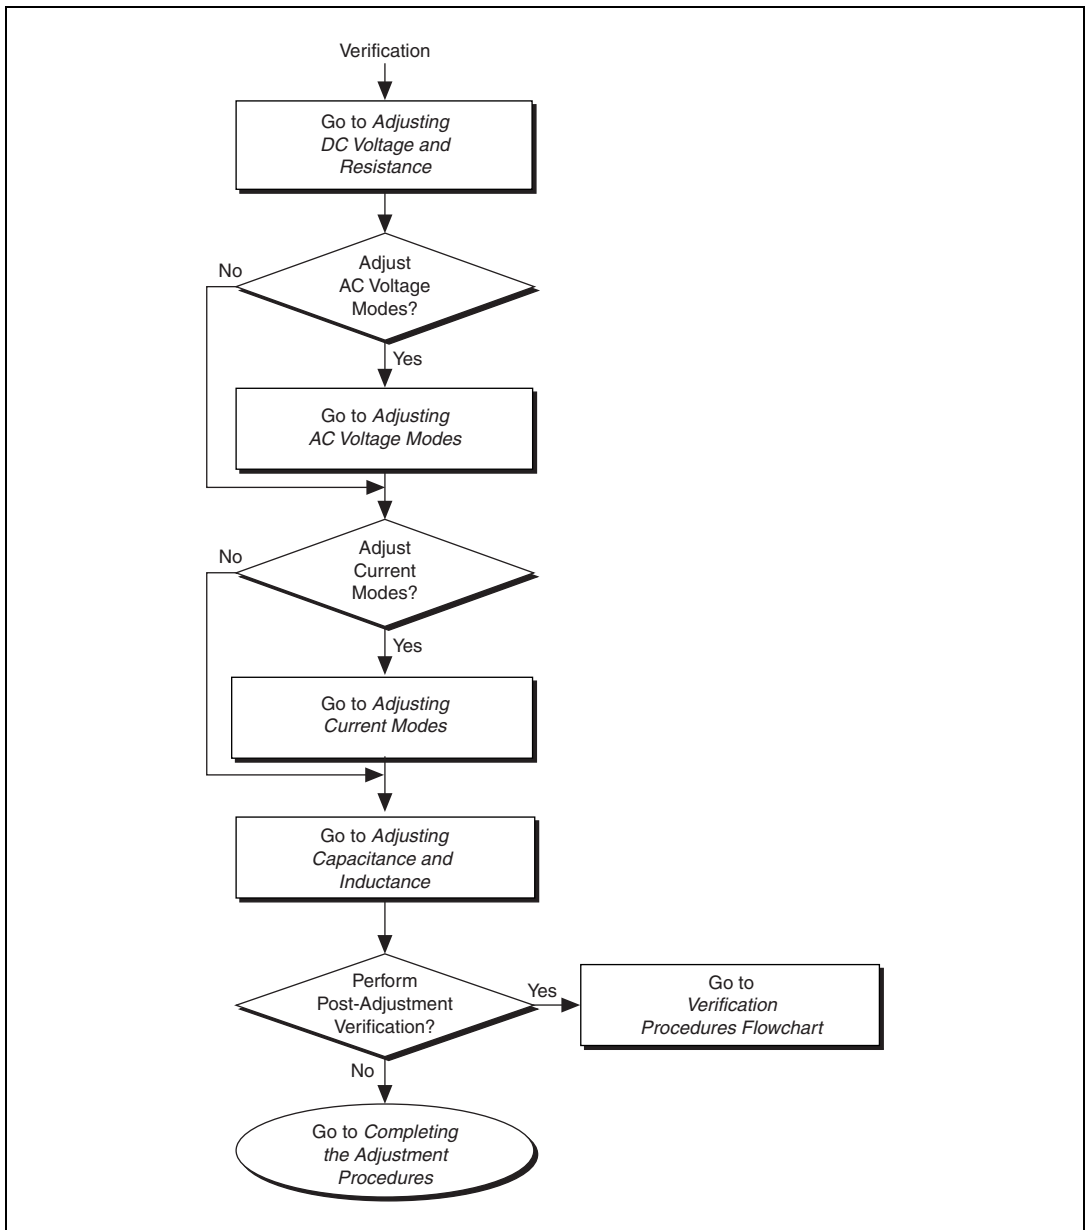 Verification
Go to Adjusting
DC Voltage and
Resistance
Adjust
AC Voltage
Modes?
No
Yes
Go to Adjusting
AC Voltage Modes
Adjust
Current
Modes?
No
Yes
Go to Adjusting
Current Modes
Go to Adjusting
Capacitance and
Inductance
Perform
Post-Adjustment
Verification?
Yes
Go to
Verification
Procedures Flowchart
No
Go to Completing
the Adjustment
Procedures